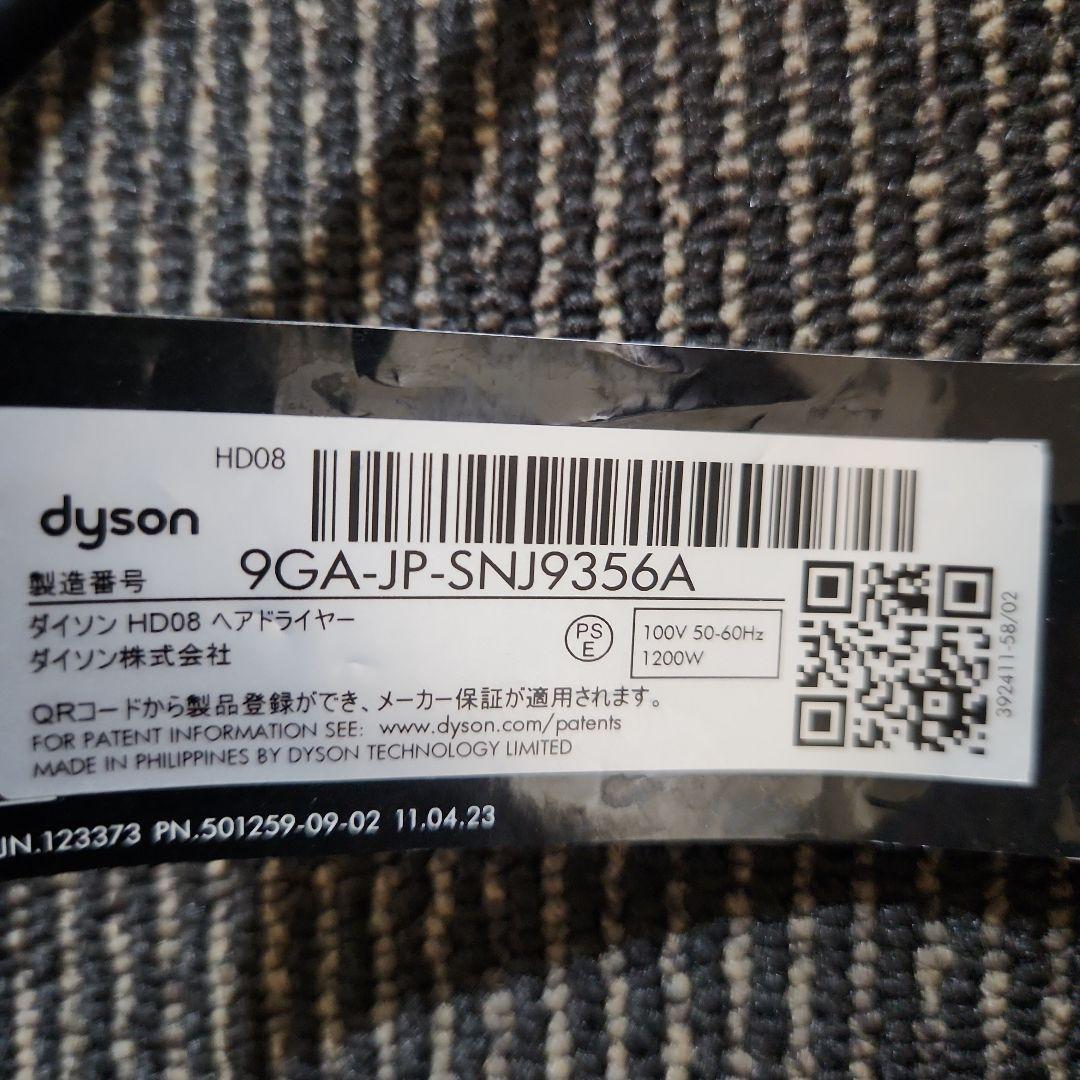 HD08
dyson
製造番号 9GA-JP-SNJ9356A
ダイソン HD08 ヘアドライヤー
ダイソン株式会社
PS
E
100V 50-60Hz
1200W
QRコードから製品登録ができ、メーカー保証が適用されます。
FOR PATENT INFORMATION SEE: www.dyson.com/patents
MADE IN PHILIPPINES BY DYSON TECHNOLOGY LIMITED
392411-58/02
JN.123373 PN.501259-09-02 11.04.23